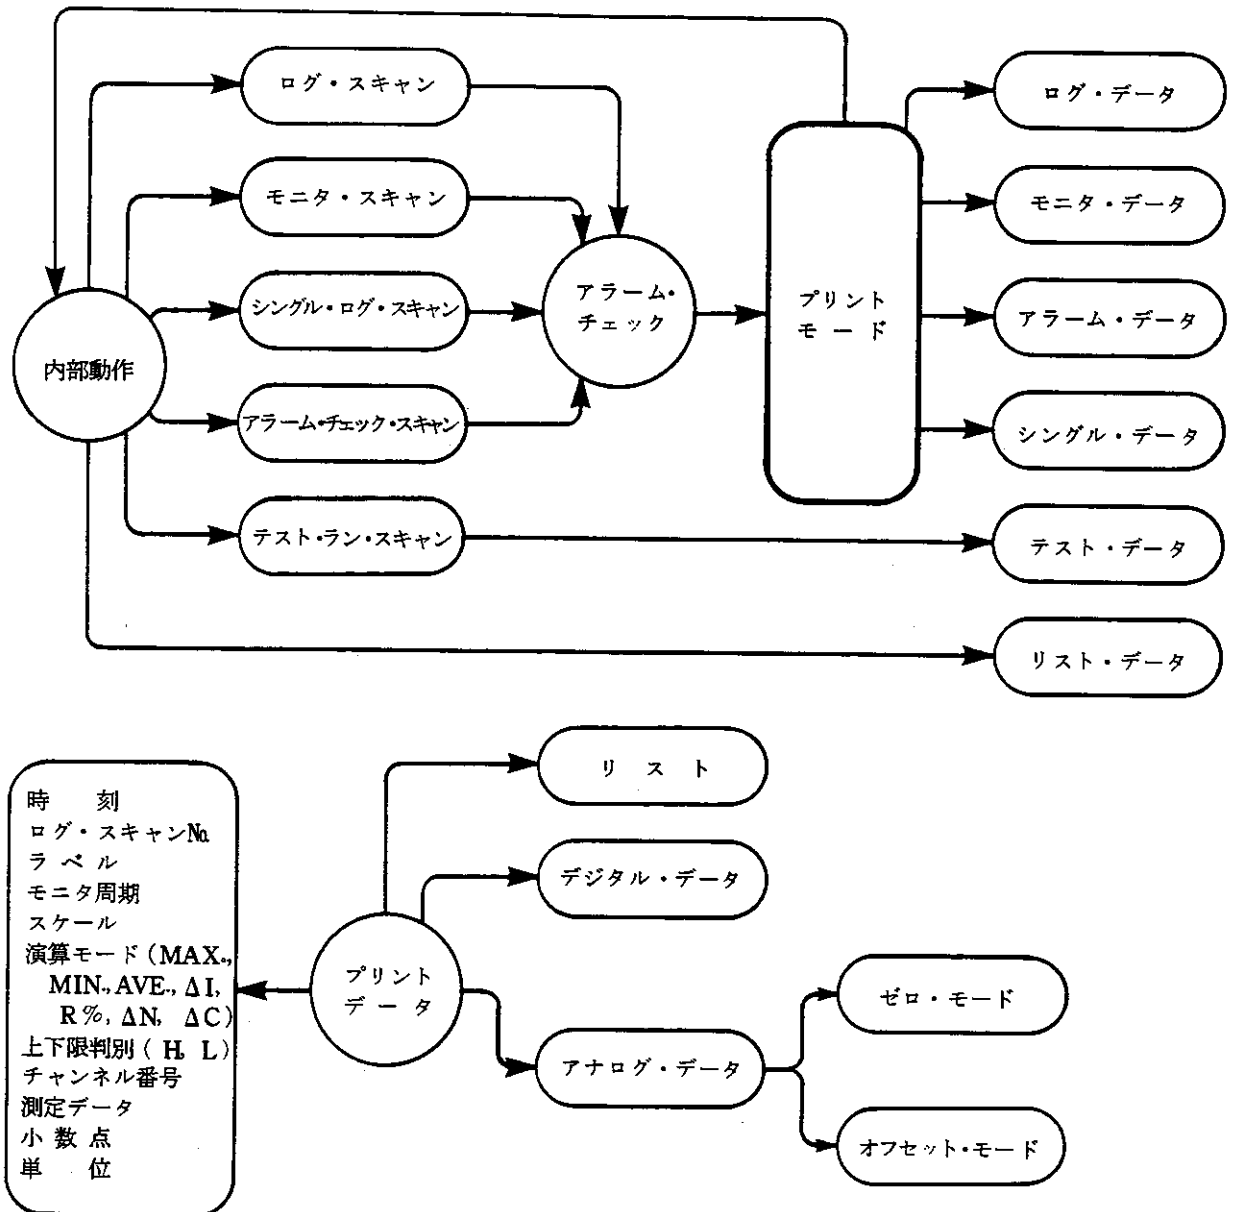 ログ・スキャン
モニタ・スキャン
シングル・ログ・スキャン
アラーム・チェック・スキャン
テスト・ラン・スキャン
内部動作
アラーム・
チェック
プリント
モード
ログ・データ
モニタ・データ
アラーム・データ
シングル・データ
テスト・データ
リスト・データ
時 刻
ログ・スキャン№
ラベル
モニタ周期
スケール
演算モード(MAX.,
MIN., AVE., ΔI,
R%, ΔN, ΔC)
上下限判別(H, L)
チャンネル番号
測定データ
小数点
単 位
プリント
データ
リスト
デジタル・データ
アナログ・データ
ゼロ・モード
オフセット・モード